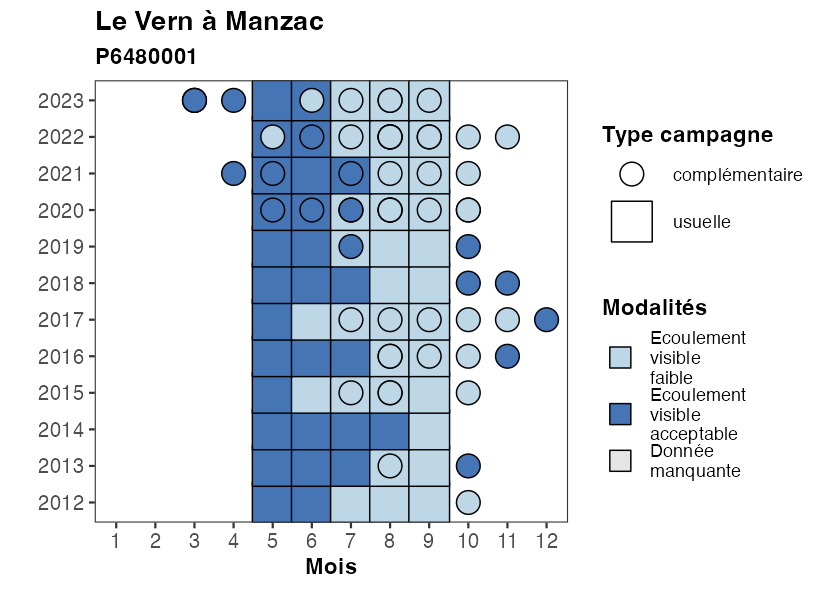 Le Vern à Manzac
P6480001
2023
2022
2021
2020
2019
2018
2017
2016
2015
2014
2013
2012
1 2 3 4 5 6 7 8 9 10 11 12
Mois
Type campagne
complémentaire
usuelle
Modalités
Ecoulement
visible
faible
Ecoulement
visible
acceptable
Donnée
manquante